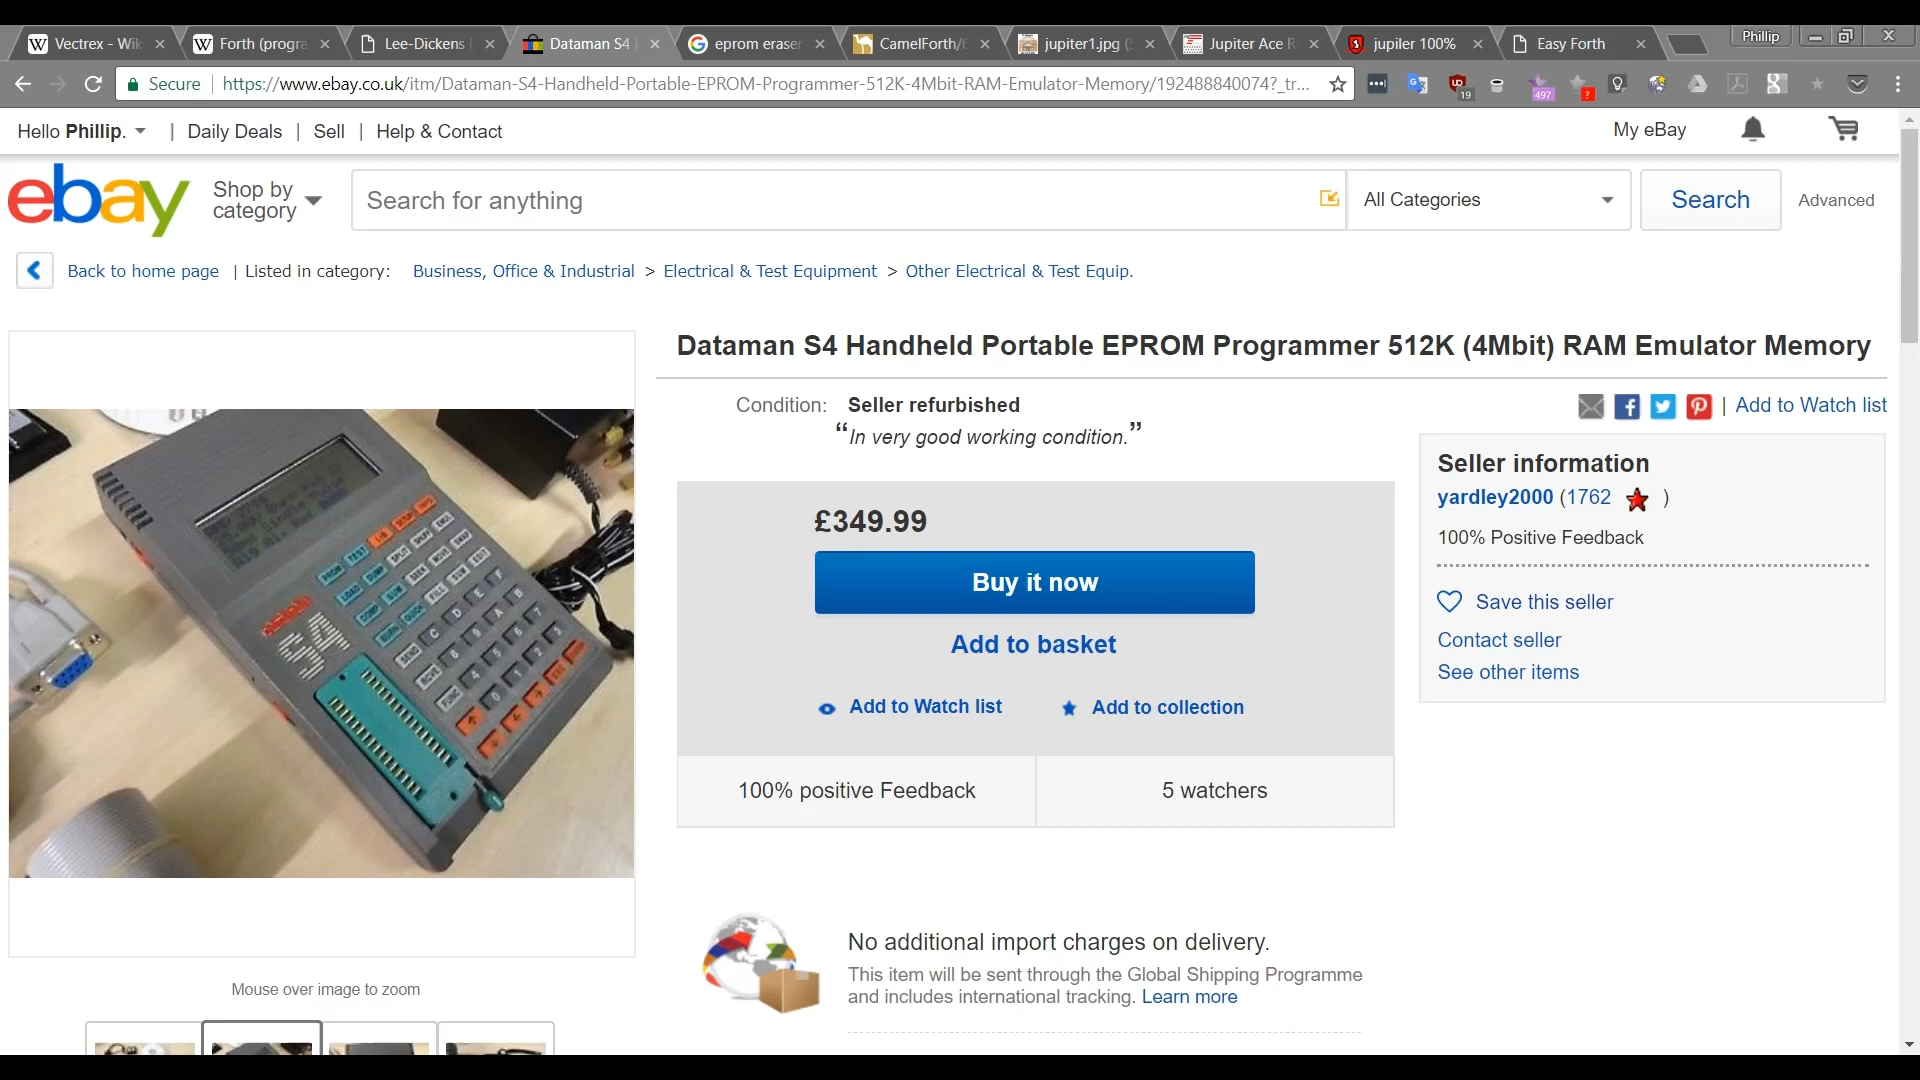 Vectrex - Wik
Forth (progra
Lee-Dickens
Dataman S4
eprom eraser
CamelForth/6
jupiter1.jpg (
Jupiter Ace R
jupiler 100%
Easy Forth
Phillip
Secure
https://www.ebay.co.uk/itm/Dataman-S4-Handheld-Portable-EPROM-Programmer-512K-4Mbit-RAM-Emulator-Memory/192488840074?_tr...
19
497
?
Hello Phillip.
| Daily Deals | Sell | Help & Contact
My eBay
ebay
Shop by
category
Search for anything
All Categories
Search
Advanced
Back to home page | Listed in category: Business, Office & Industrial > Electrical & Test Equipment > Other Electrical & Test Equip.
Dataman S4 Handheld Portable EPROM Programmer 512K (4Mbit) RAM Emulator Memory
Condition: Seller refurbished
“In very good working condition.”
| Add to Watch list
£349.99
Buy it now
Add to basket
Add to Watch list
Add to collection
100% positive Feedback
5 watchers
Seller information
yardley2000 (1762 )
100% Positive Feedback
Save this seller
Contact seller
See other items
S4
No additional import charges on delivery.
This item will be sent through the Global Shipping Programme
and includes international tracking. Learn more
Mouse over image to zoom